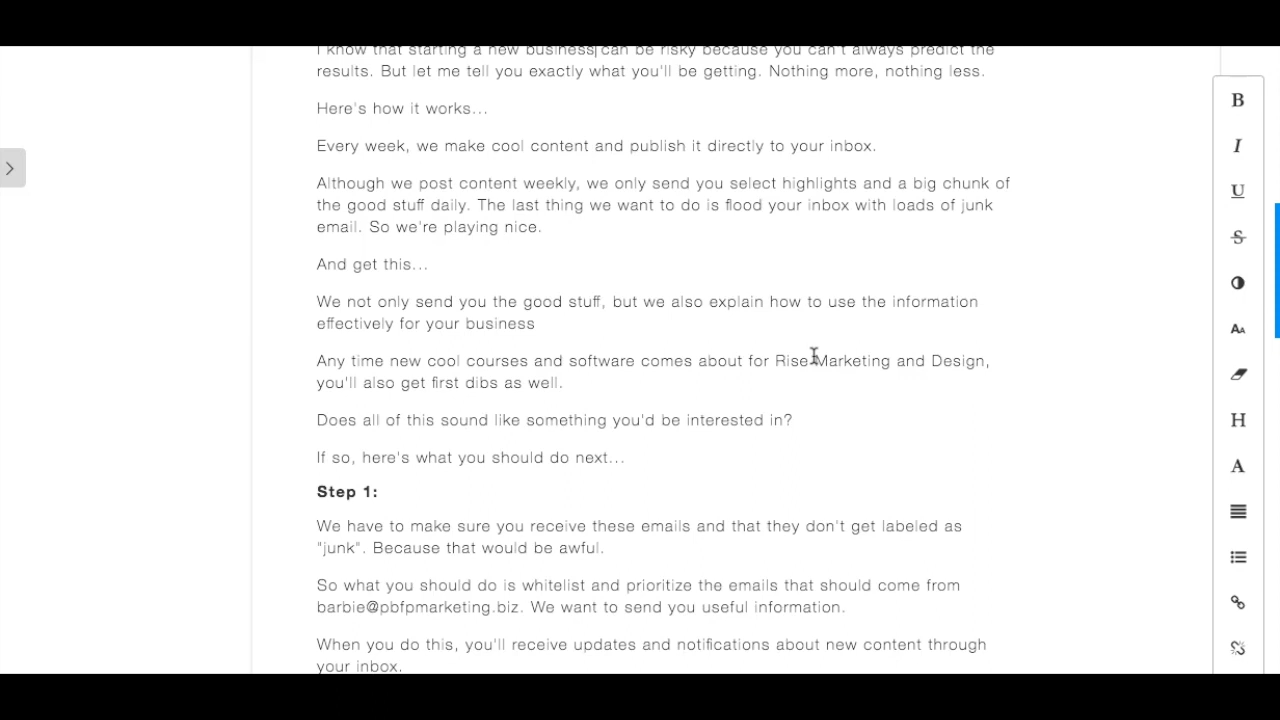 I know that starting a new business can be risky because you can't always predict the
results. But let me tell you exactly what you'll be getting. Nothing more, nothing less.
Here's how it works...
Every week, we make cool content and publish it directly to your inbox.
Although we post content weekly, we only send you select highlights and a big chunk of
the good stuff daily. The last thing we want to do is flood your inbox with loads of junk
email. So we're playing nice.
And get this...
We not only send you the good stuff, but we also explain how to use the information
effectively for your business
Any time new cool courses and software comes about for Rise Marketing and Design,
you'll also get first dibs as well.
Does all of this sound like something you'd be interested in?
If so, here's what you should do next...
Step 1:
We have to make sure you receive these emails and that they don't get labeled as
"junk". Because that would be awful.
So what you should do is whitelist and prioritize the emails that should come from
barbie@pbfpmarketing.biz. We want to send you useful information.
When you do this, you'll receive updates and notifications about new content through
your inbox.
B
I
U
S
AA
H
A